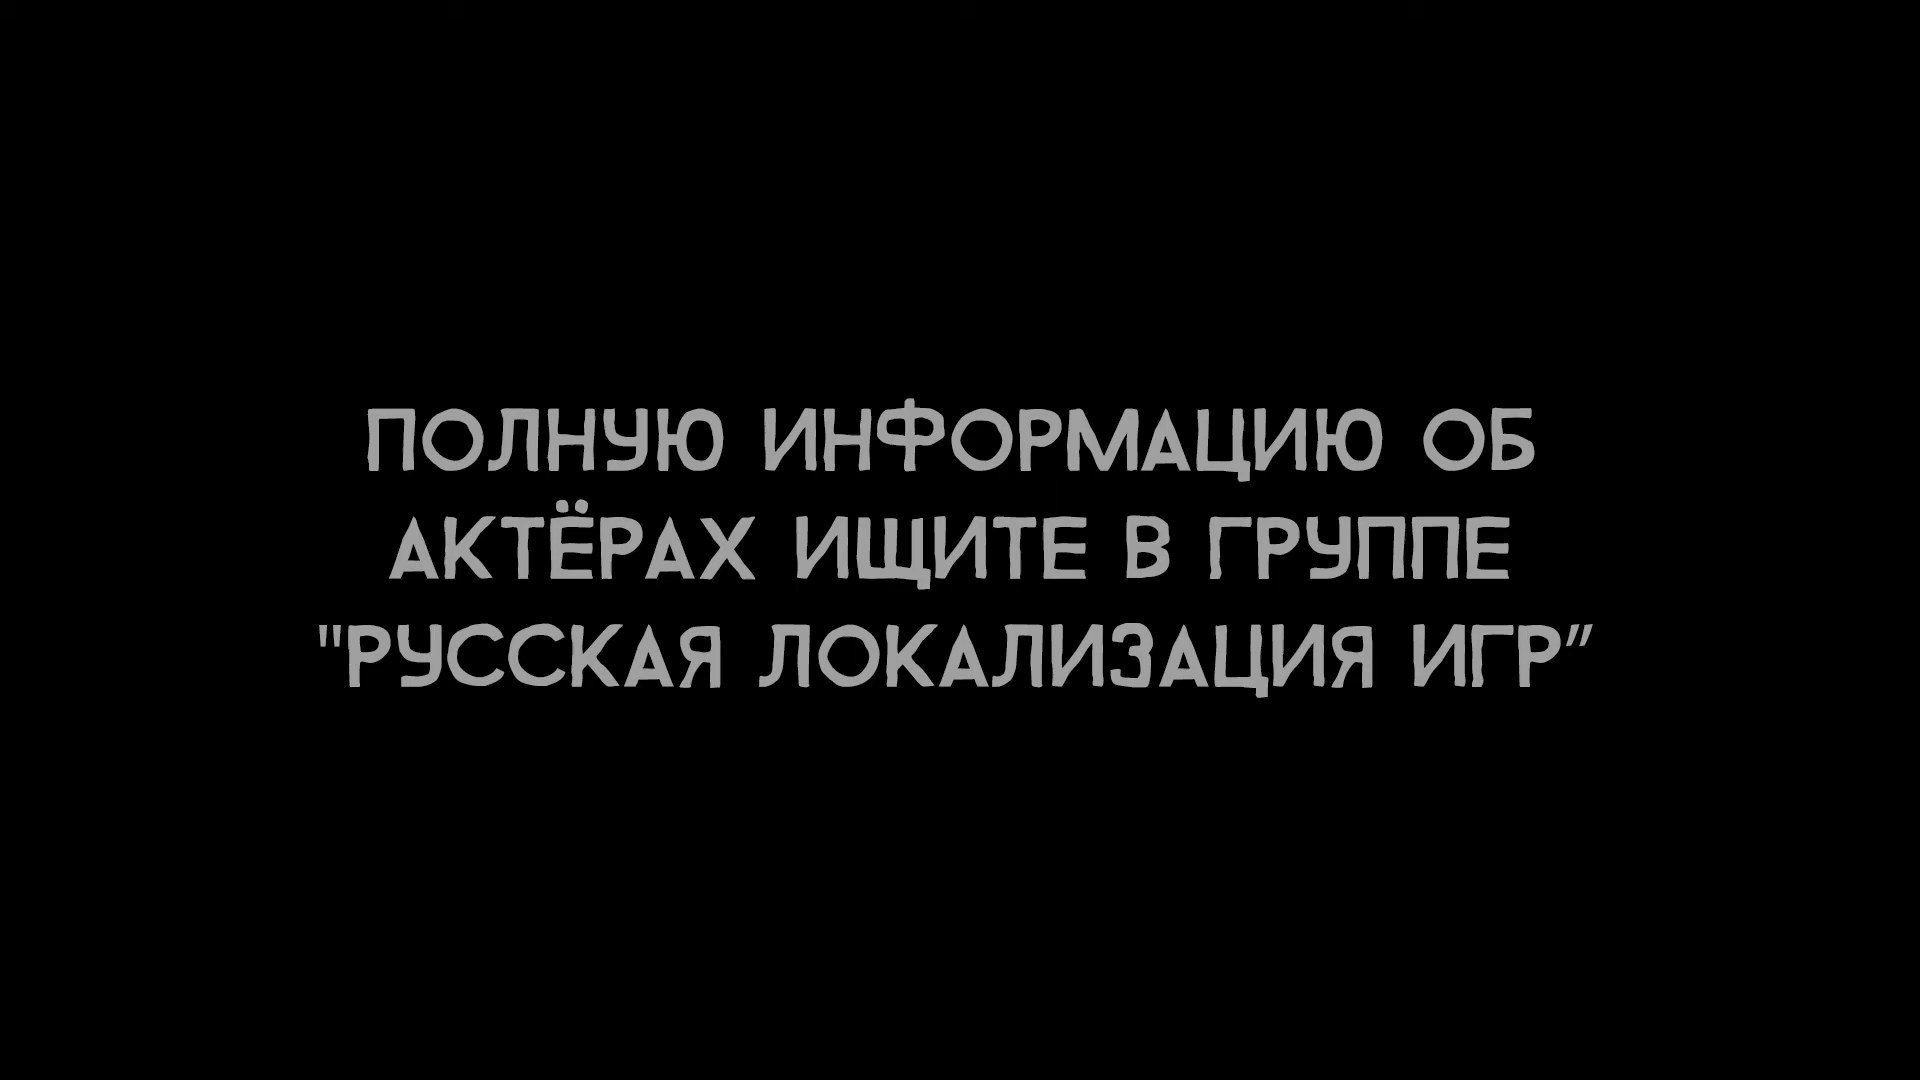 ПОЛНУЮ ИНФОРМАЦИЮ ОБ
АКТЁРАХ ИЩИТЕ В ГРУППЕ
"РУССКАЯ ЛОКАЛИЗАЦИЯ ИГР"